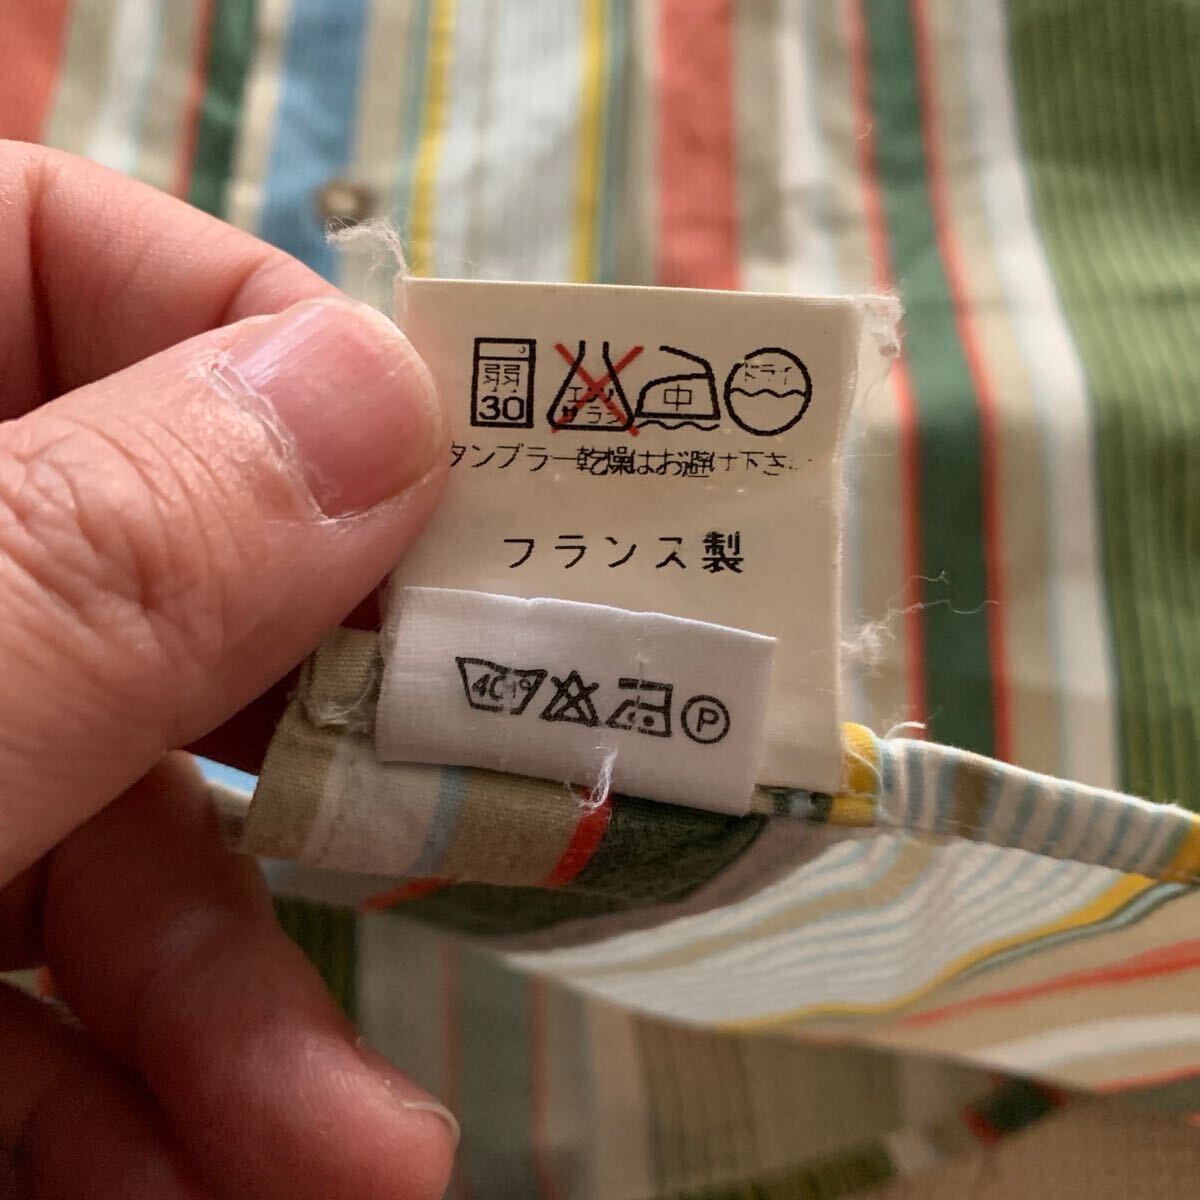 弱 30 エンソ サラシ 中 ドライ
タンブラー乾燥はお避け下さい
フランス製
40° P